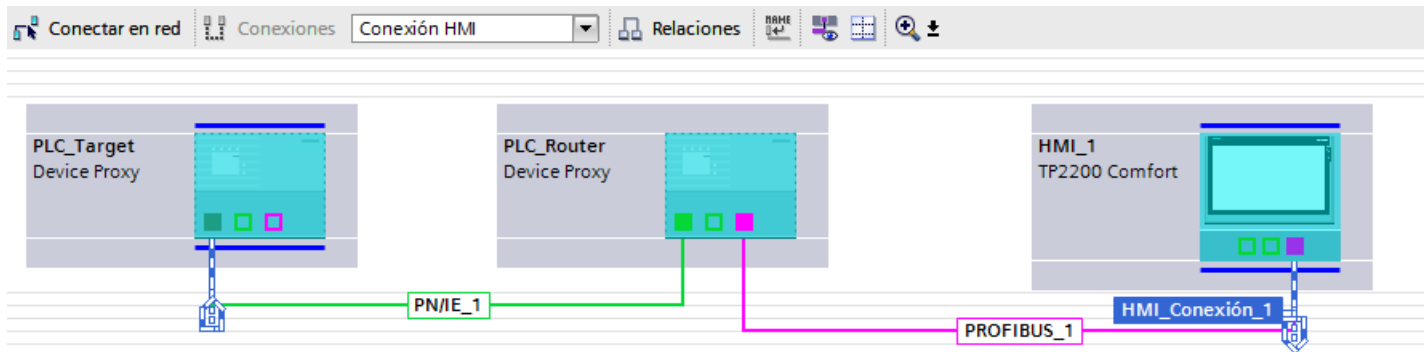 Conectar en red
Conexiones
Conexión HMI
Relaciones
NAME
PLC_Target
Device Proxy
PLC_Router
Device Proxy
HMI_1
TP2200 Comfort
PN/IE_1
HMI_Conexión_1
PROFIBUS_1